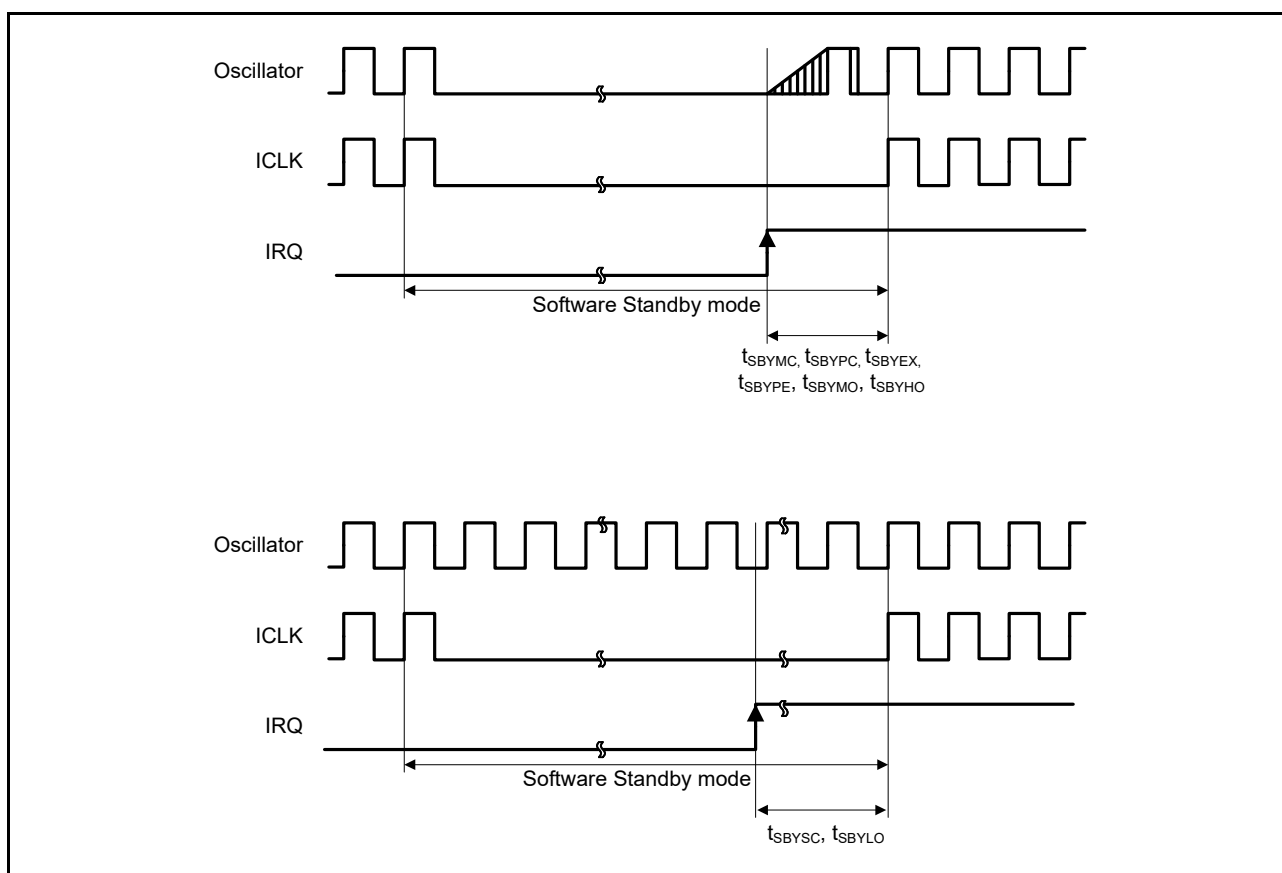 Oscillator
ICLK
IRQ
Software Standby mode
tSBYMC, tSBYPC, tSBYEX,
tSBYPE, tSBYMO, tSBYHO
Oscillator
ICLK
IRQ
Software Standby mode
tSBYSC, tSBYLO